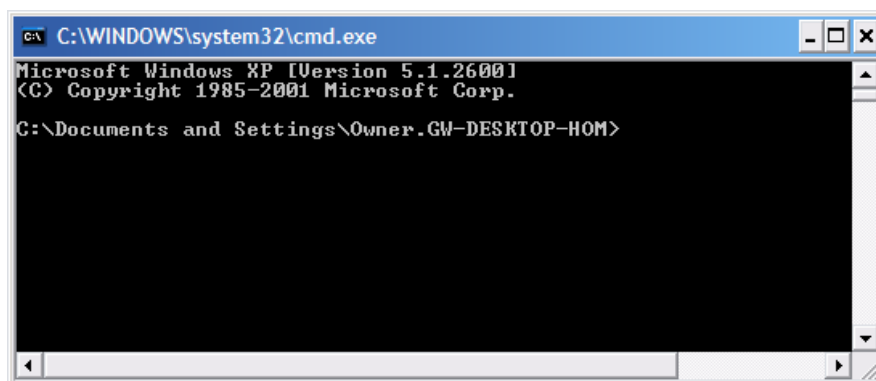 C:\WINDOWS\system32\cmd.exe
Microsoft Windows XP [Version 5.1.2600]
(C) Copyright 1985-2001 Microsoft Corp.
C:\Documents and Settings\Owner.GW-DESKTOP-HOM>